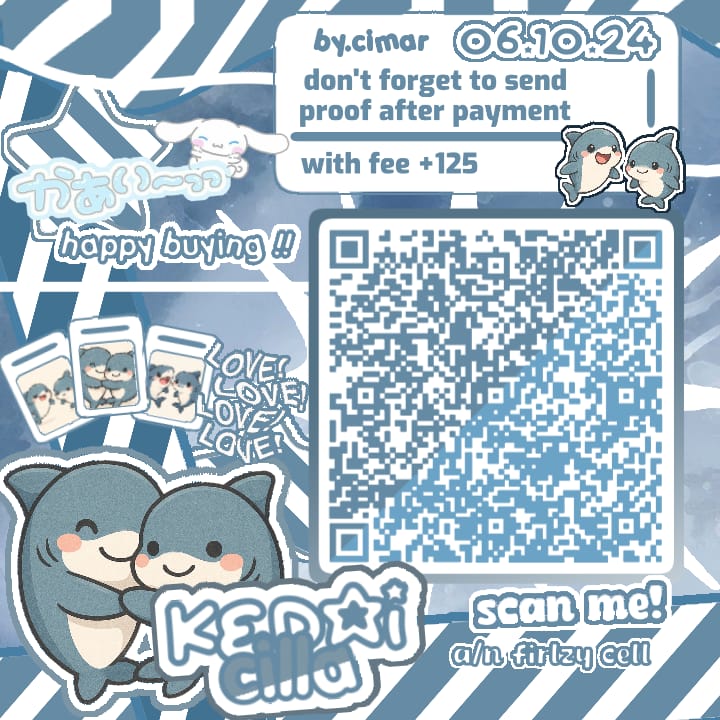 by.cimar 06.10.24
don't forget to send
proof after payment
with fee +125
かあい〜っっ
happy buying !!
LOVE!
LOVE!
LOVE!
LOVE!
KEDAI
cilla
scan me!
a/n firlzy cell